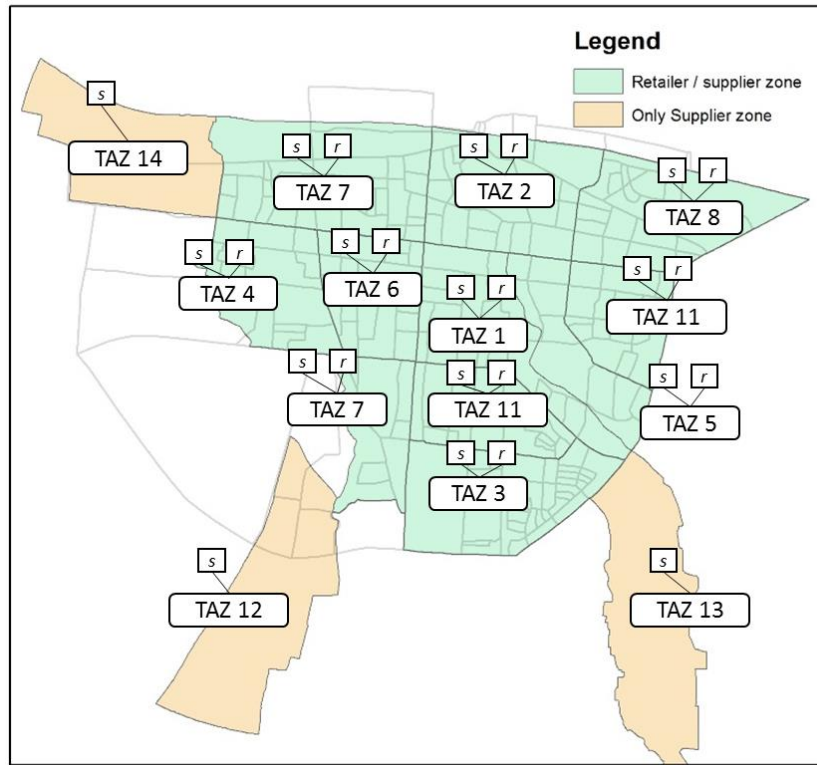 Legend
Retailer / supplier zone
Only Supplier zone
s
TAZ 14
s r
TAZ 7
s r
TAZ 2
s r
TAZ 8
s r
TAZ 4
s r
TAZ 6
s r
TAZ 11
s r
TAZ 1
s r
TAZ 7
s r
TAZ 11
s r
TAZ 5
s r
TAZ 3
s
TAZ 12
s
TAZ 13